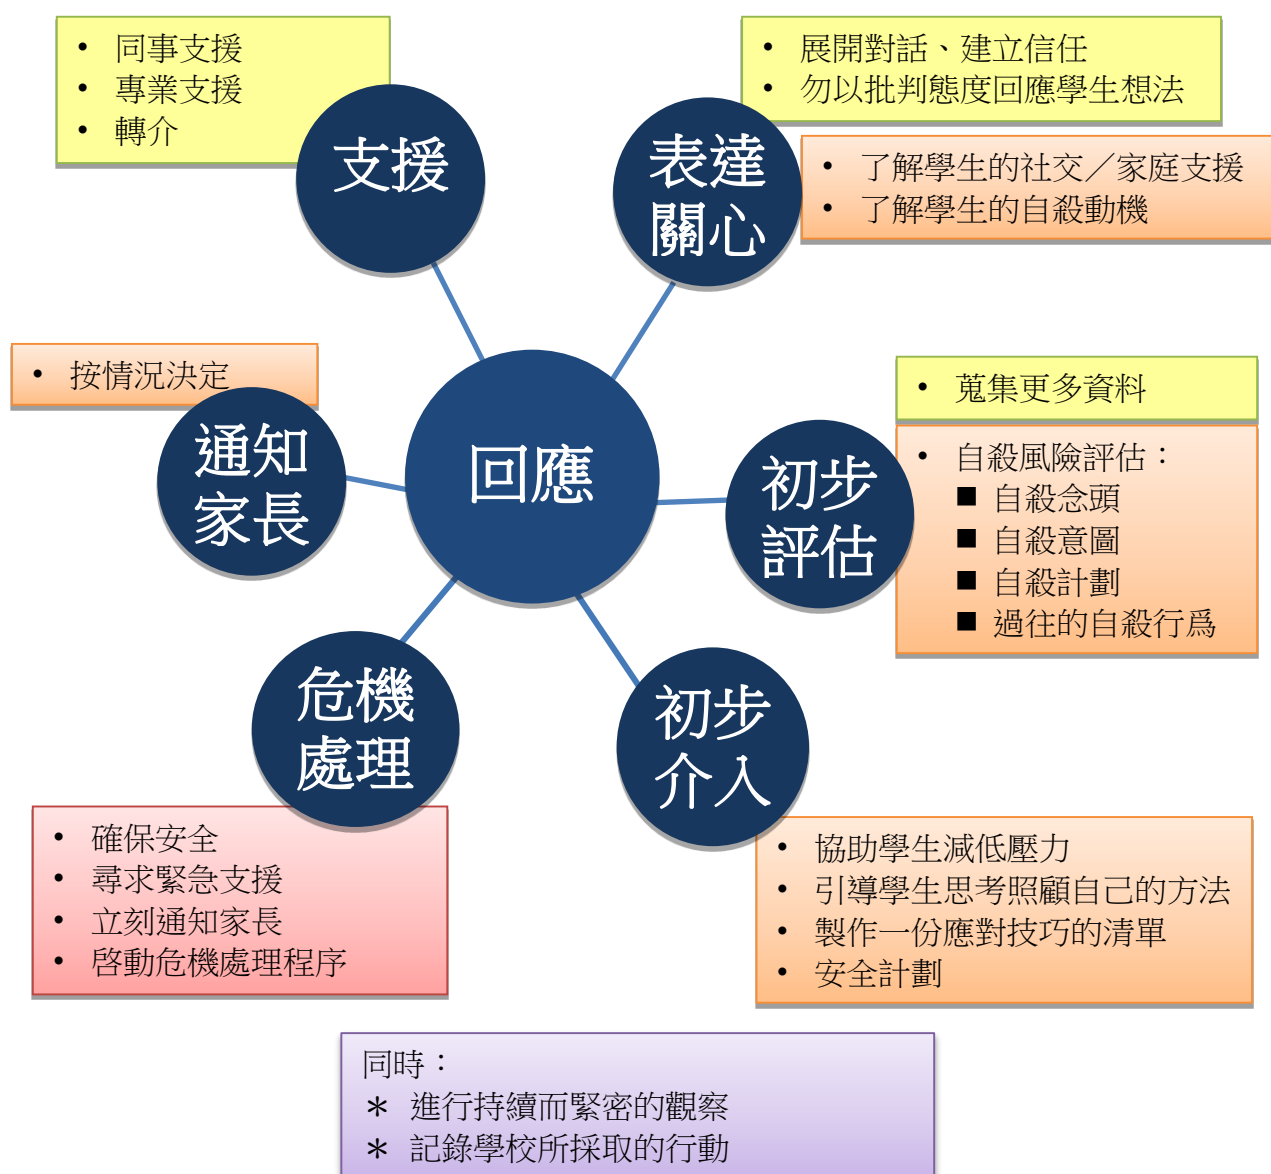 • 同事支援
• 專業支援
• 轉介
支援
• 展開對話、建立信任
• 勿以批判態度回應學生想法
表達
關心
• 了解學生的社交／家庭支援
• 了解學生的自殺動機
• 按情況決定
通知
家長
回應
• 蒐集更多資料
初步
評估
• 自殺風險評估：
■ 自殺念頭
■ 自殺意圖
■ 自殺計劃
■ 過往的自殺行爲
危機
處理
• 確保安全
• 尋求緊急支援
• 立刻通知家長
• 啓動危機處理程序
初步
介入
• 協助學生減低壓力
• 引導學生思考照顧自己的方法
• 製作一份應對技巧的清單
• 安全計劃
同時：
＊ 進行持續而緊密的觀察
＊ 記錄學校所採取的行動